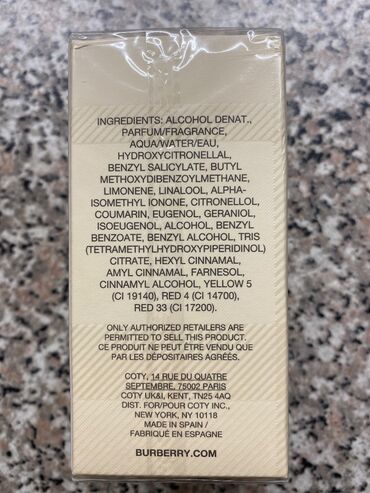 INGREDIENTS: ALCOHOL DENAT.,
PARFUM/FRAGRANCE,
AQUA/WATER/EAU,
HYDROXYCITRONELLAL,
BENZYL SALICYLATE, BUTYL
METHOXYDIBENZOYLMETHANE,
LIMONENE, LINALOOL, ALPHA-
ISOMETHYL IONONE, CITRONELLOL,
COUMARIN, EUGENOL, GERANIOL,
ISOEUGENOL, ALCOHOL, BENZYL
BENZOATE, BENZYL ALCOHOL, TRIS
(TETRAMETHYLHYDROXYPIPERIDINOL)
CITRATE, HEXYL CINNAMAL,
AMYL CINNAMAL, FARNESOL,
CINNAMYL ALCOHOL, YELLOW 5
(CI 19140), RED 4 (CI 14700),
RED 33 (CI 17200).
ONLY AUTHORIZED RETAILERS ARE
PERMITTED TO SELL THIS PRODUCT.
CE PRODUIT NE PEUT ÊTRE VENDU QUE
PAR LES DÉPOSITAIRES AGRÉÉS.
COTY, 14 RUE DU QUATRE
SEPTEMBRE, 75002 PARIS
COTY UK&I, KENT, TN25 4AQ
DIST. FOR/POUR COTY INC.,
NEW YORK, NY 10118
MADE IN SPAIN /
FABRIQUÉ EN ESPAGNE
BURBERRY.COM